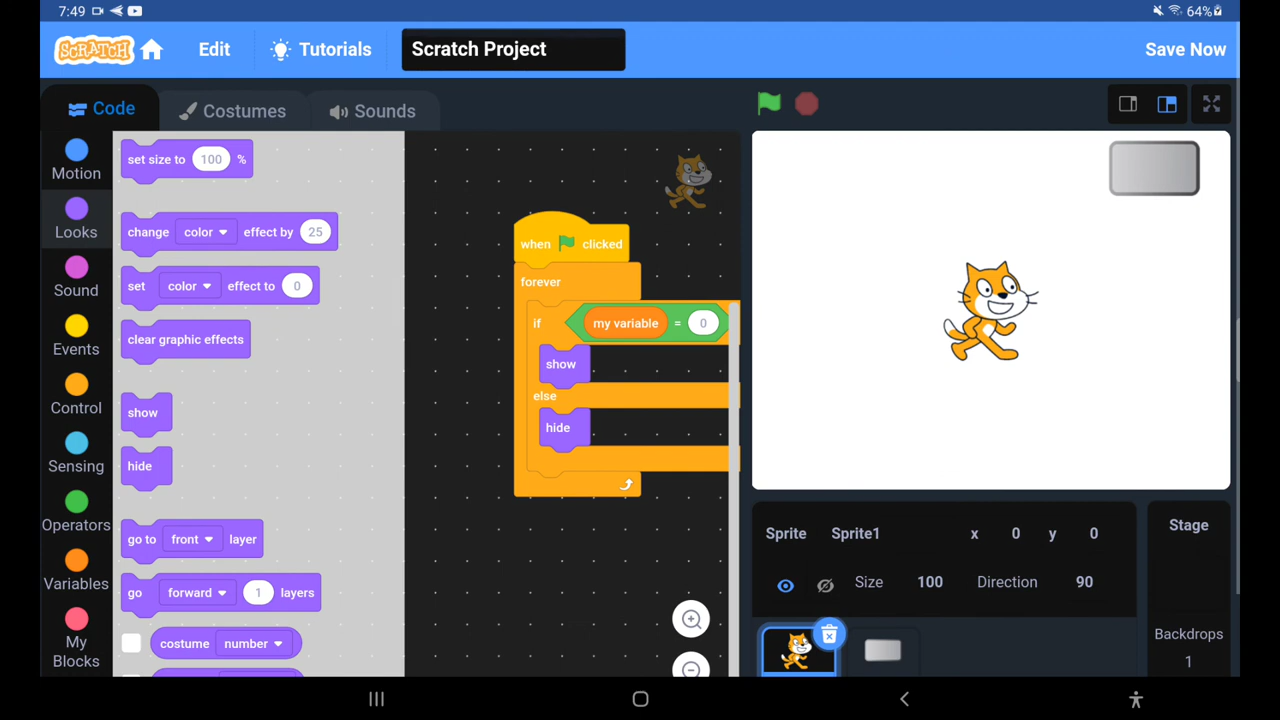 7:49
64%
SCRATCH
Edit
Tutorials
Scratch Project
Save Now
Code
Costumes
Sounds
Motion
Looks
Sound
Events
Control
Sensing
Operators
Variables
My
Blocks
set size to 100 %
change color effect by 25
set color effect to 0
clear graphic effects
show
hide
go to front layer
go forward 1 layers
costume number
when clicked
forever
if my variable = 0
show
else
hide
Sprite Sprite1 x 0 y 0
Size 100 Direction 90
Stage
Backdrops
1